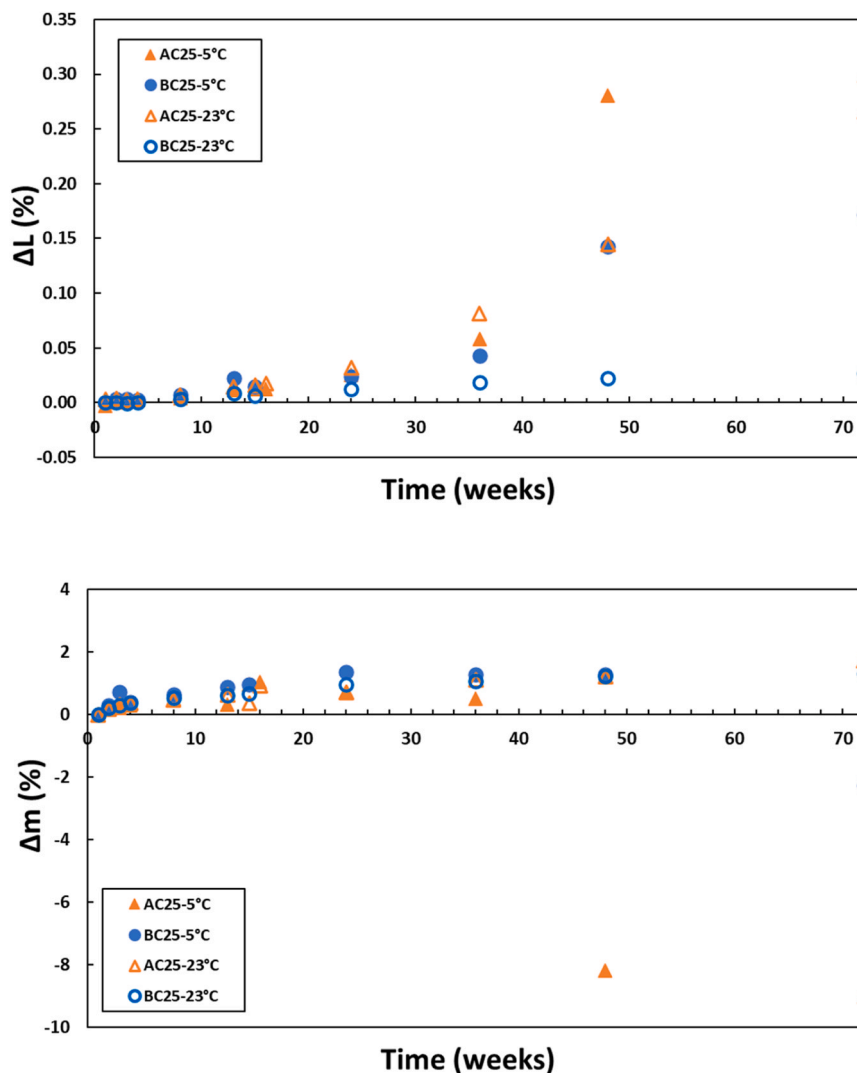 0.35
0.30
0.25
0.20
0.15
0.10
0.05
0.00
-0.05
ΔL (%)
AC25-5°C
BC25-5°C
AC25-23°C
BC25-23°C
0 10 20 30 40 50 60 70
Time (weeks)
4
2
0
-2
-4
-6
-8
-10
Δm (%)
0 10 20 30 40 50 60 70
AC25-5°C
BC25-5°C
AC25-23°C
BC25-23°C
Time (weeks)